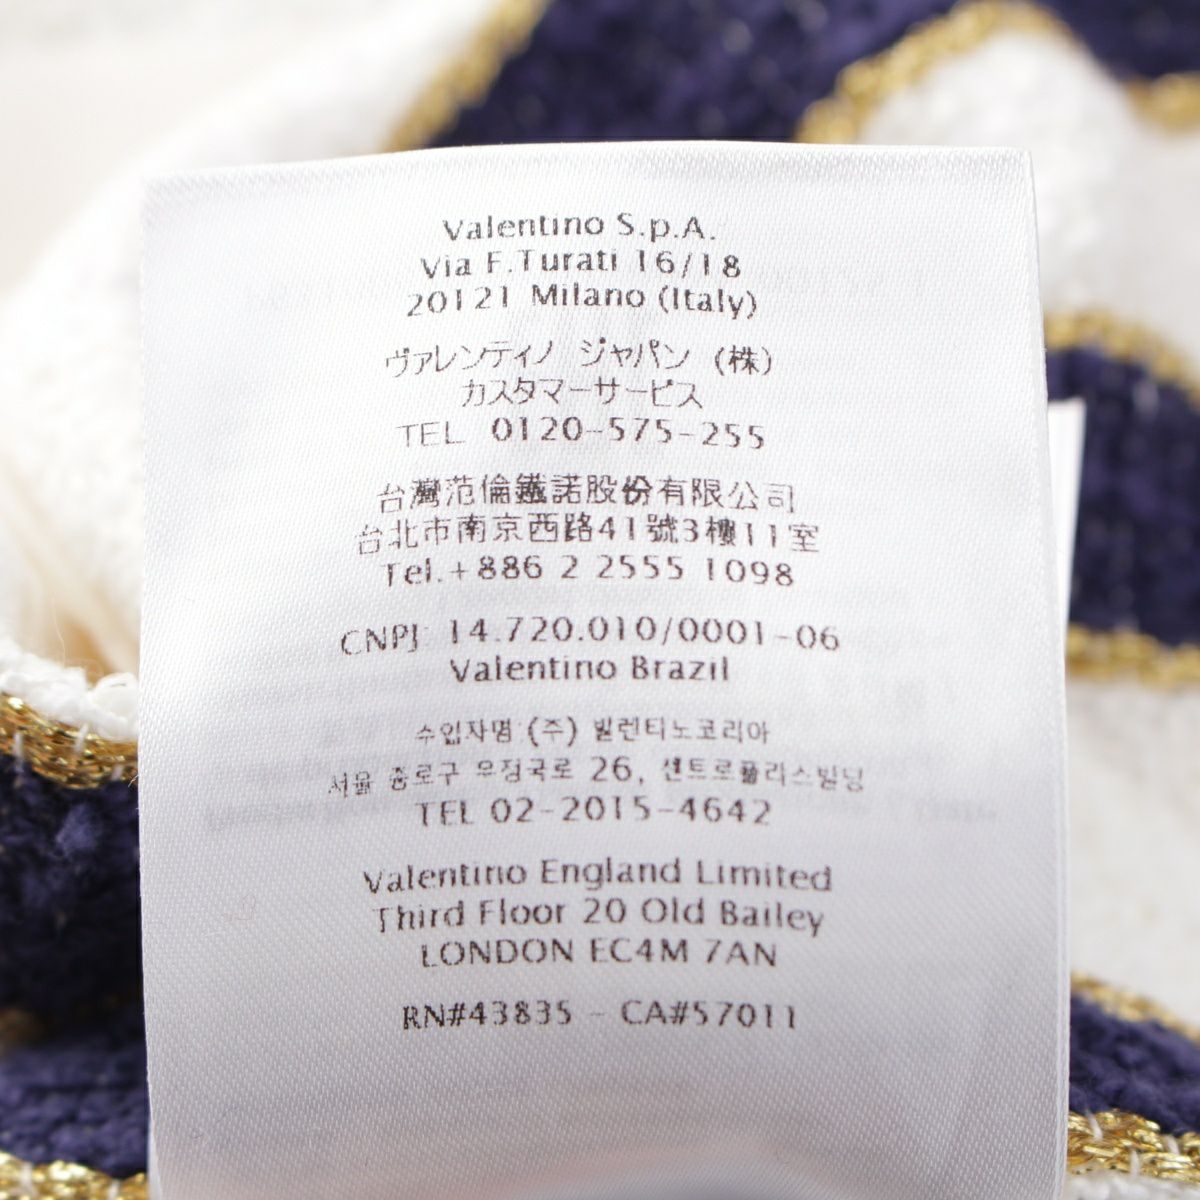 Valentino S.p.A.
Via F.Turati 16/18
20121 Milano (Italy)
ヴァレンティノ ジャパン (株)
カスタマーサービス
TEL 0120-575-255
台灣范倫鐵諾股份有限公司
台北市南京西路41號3樓11室
Tel.+886 2 2555 1098
CNPJ: 14.720.010/0001-06
Valentino Brazil
수입자명 (주) 발렌티노코리아
서울 종로구 우정국로 26, 센트로폴리스빌딩
TEL 02-2015-4642
Valentino England Limited
Third Floor 20 Old Bailey
LONDON EC4M 7AN
RN#43835 - CA#57011